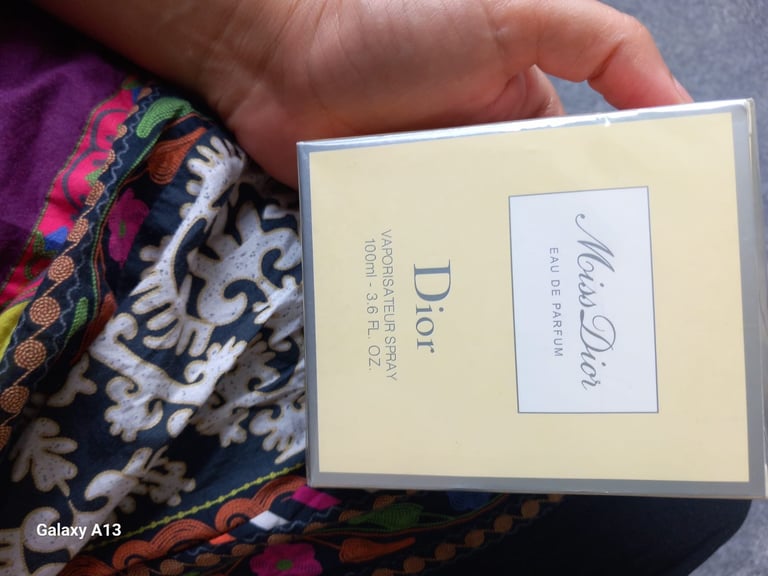 Miss Dior
EAU DE PARFUM
Dior
VAPORISATEUR SPRAY
100ml - 3.6 FL. OZ.
Galaxy A13